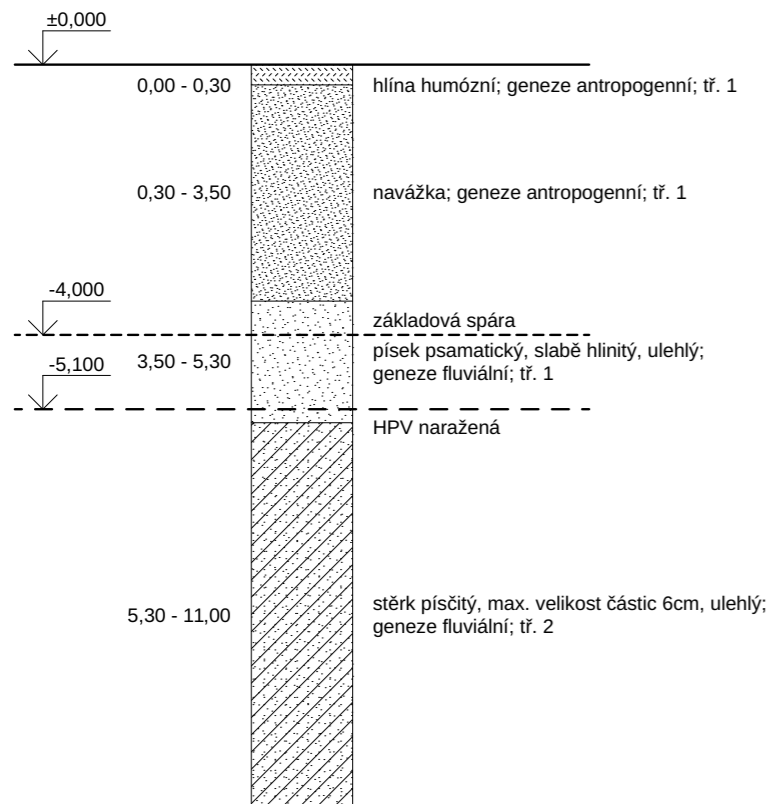 ±0,000
0,00 - 0,30
hlína humózní; geneze antropogenní; tř. 1
0,30 - 3,50
navážka; geneze antropogenní; tř. 1
-4,000
základová spára
-5,100
3,50 - 5,30
písek psamatický, slabě hlinitý, ulehlý;
geneze fluviální; tř. 1
HPV naražená
5,30 - 11,00
stěrk písčitý, max. velikost částic 6cm, ulehlý;
geneze fluviální; tř. 2